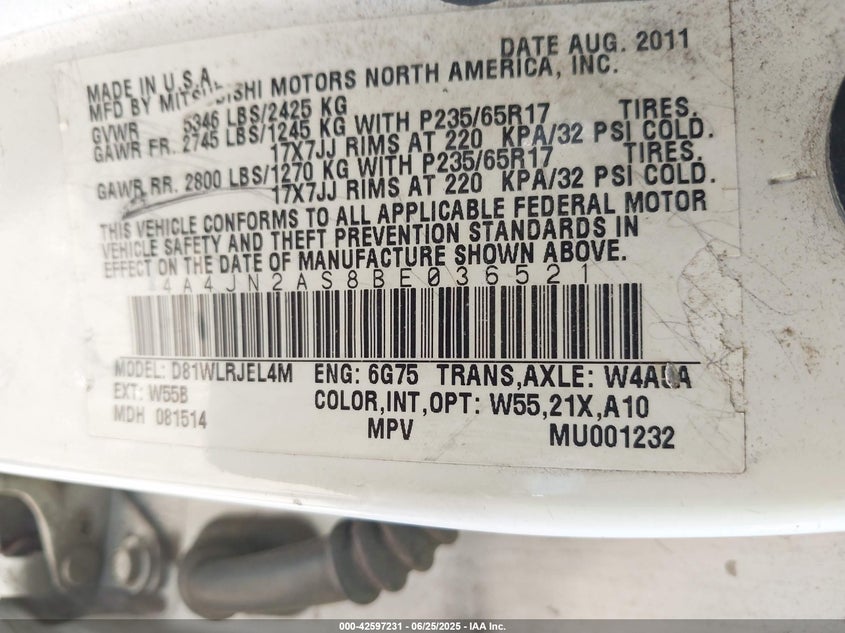 DATE AUG. 2011
MADE IN U.S.A.
MFD BY MOTORS NORTH AMERICA, INC.
GVWR 5346 LBS/2425 KG
GAWR FR. 2745 LBS/1245 KG WITH P235/65R17 TIRES.
17X7JJ RIMS AT 220 KPA/32 PSI COLD.
GAWR RR. 2800 LBS/1270 KG WITH P235/65R17 TIRES.
17X7JJ RIMS AT 220 KPA/32 PSI COLD.
THIS VEHICLE CONFORMS TO ALL APPLICABLE FEDERAL MOTOR
VEHICLE SAFETY AND THEFT PREVENTION STANDARDS IN
EFFECT ON THE DATE OF MANUFACTURE SHOWN ABOVE.
4A4JN2AS8BE036521
MODEL: D81WLRJEL4M ENG: 6G75 TRANS,AXLE:
EXT: W55B COLOR,INT,OPT: W55,21X,A10
MDH 081514 MPV MU001232
000-42597231 / 06/25/2025 - IAA Inc.